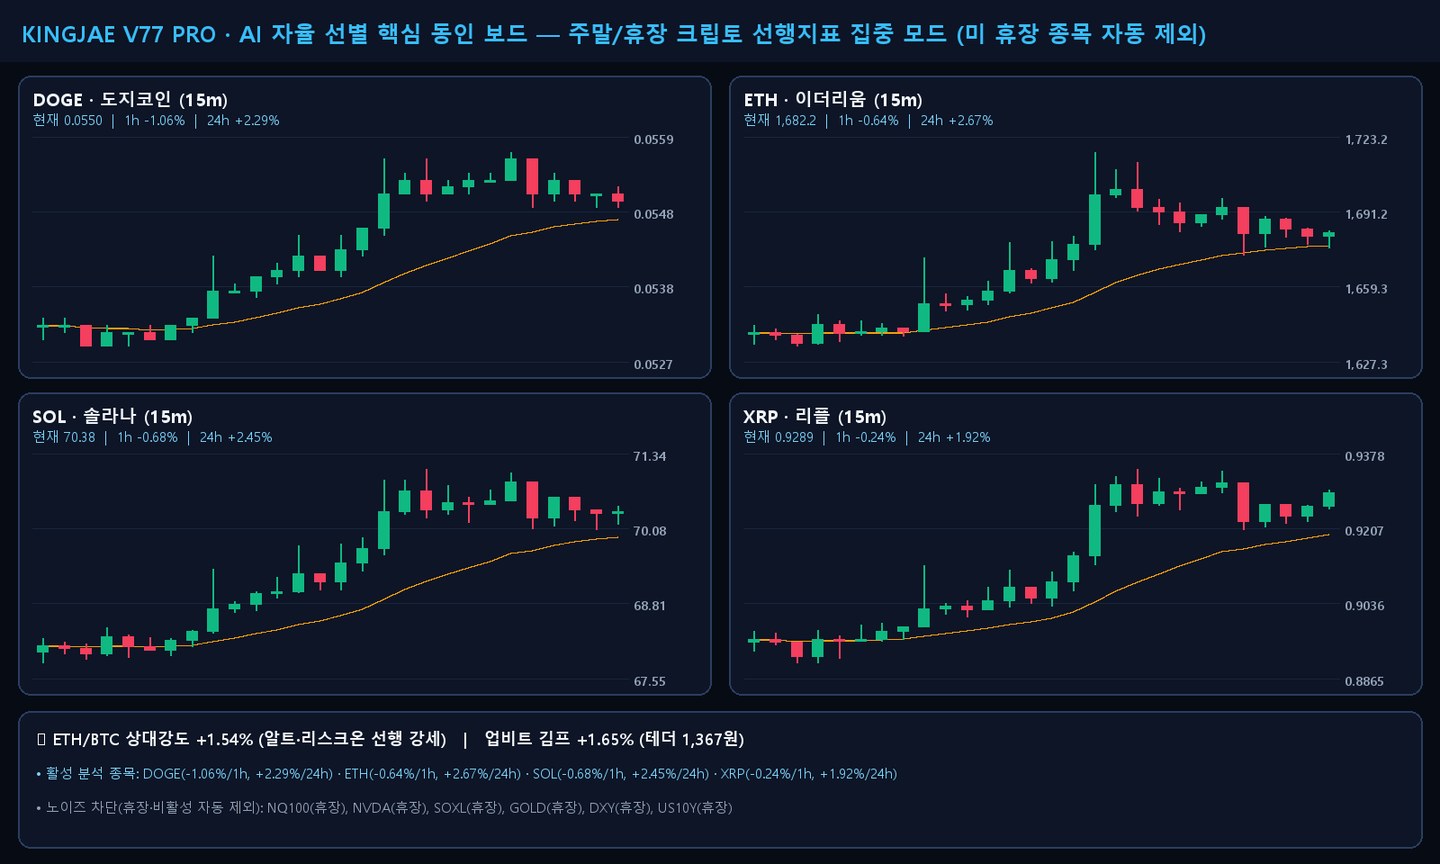 KINGJAE V77 PRO · AI 자율 선별 핵심 동인 보드 — 주말/휴장 크립토 선행지표 집중 모드 (미 휴장 종목 자동 제외)
DOGE · 도지코인 (15m)
현재 0.0550 | 1h -1.06% | 24h +2.29%
0.0559
0.0548
0.0538
0.0527
ETH · 이더리움 (15m)
현재 1,682.2 | 1h -0.64% | 24h +2.67%
1,723.2
1,691.2
1,659.3
1,627.3
SOL · 솔라나 (15m)
현재 70.38 | 1h -0.68% | 24h +2.45%
71.34
70.08
68.81
67.55
XRP · 리플 (15m)
현재 0.9289 | 1h -0.24% | 24h +1.92%
0.9378
0.9207
0.9036
0.8865
ETH/BTC 상대강도 +1.54% (알트·리스크온 선행 강세) | 업비트 김프 +1.65% (테더 1,367원)
• 활성 분석 종목: DOGE(-1.06%/1h, +2.29%/24h) · ETH(-0.64%/1h, +2.67%/24h) · SOL(-0.68%/1h, +2.45%/24h) · XRP(-0.24%/1h, +1.92%/24h)
• 노이즈 차단(휴장·비활성 자동 제외): NQ100(휴장), NVDA(휴장), SOXL(휴장), GOLD(휴장), DXY(휴장), US10Y(휴장)